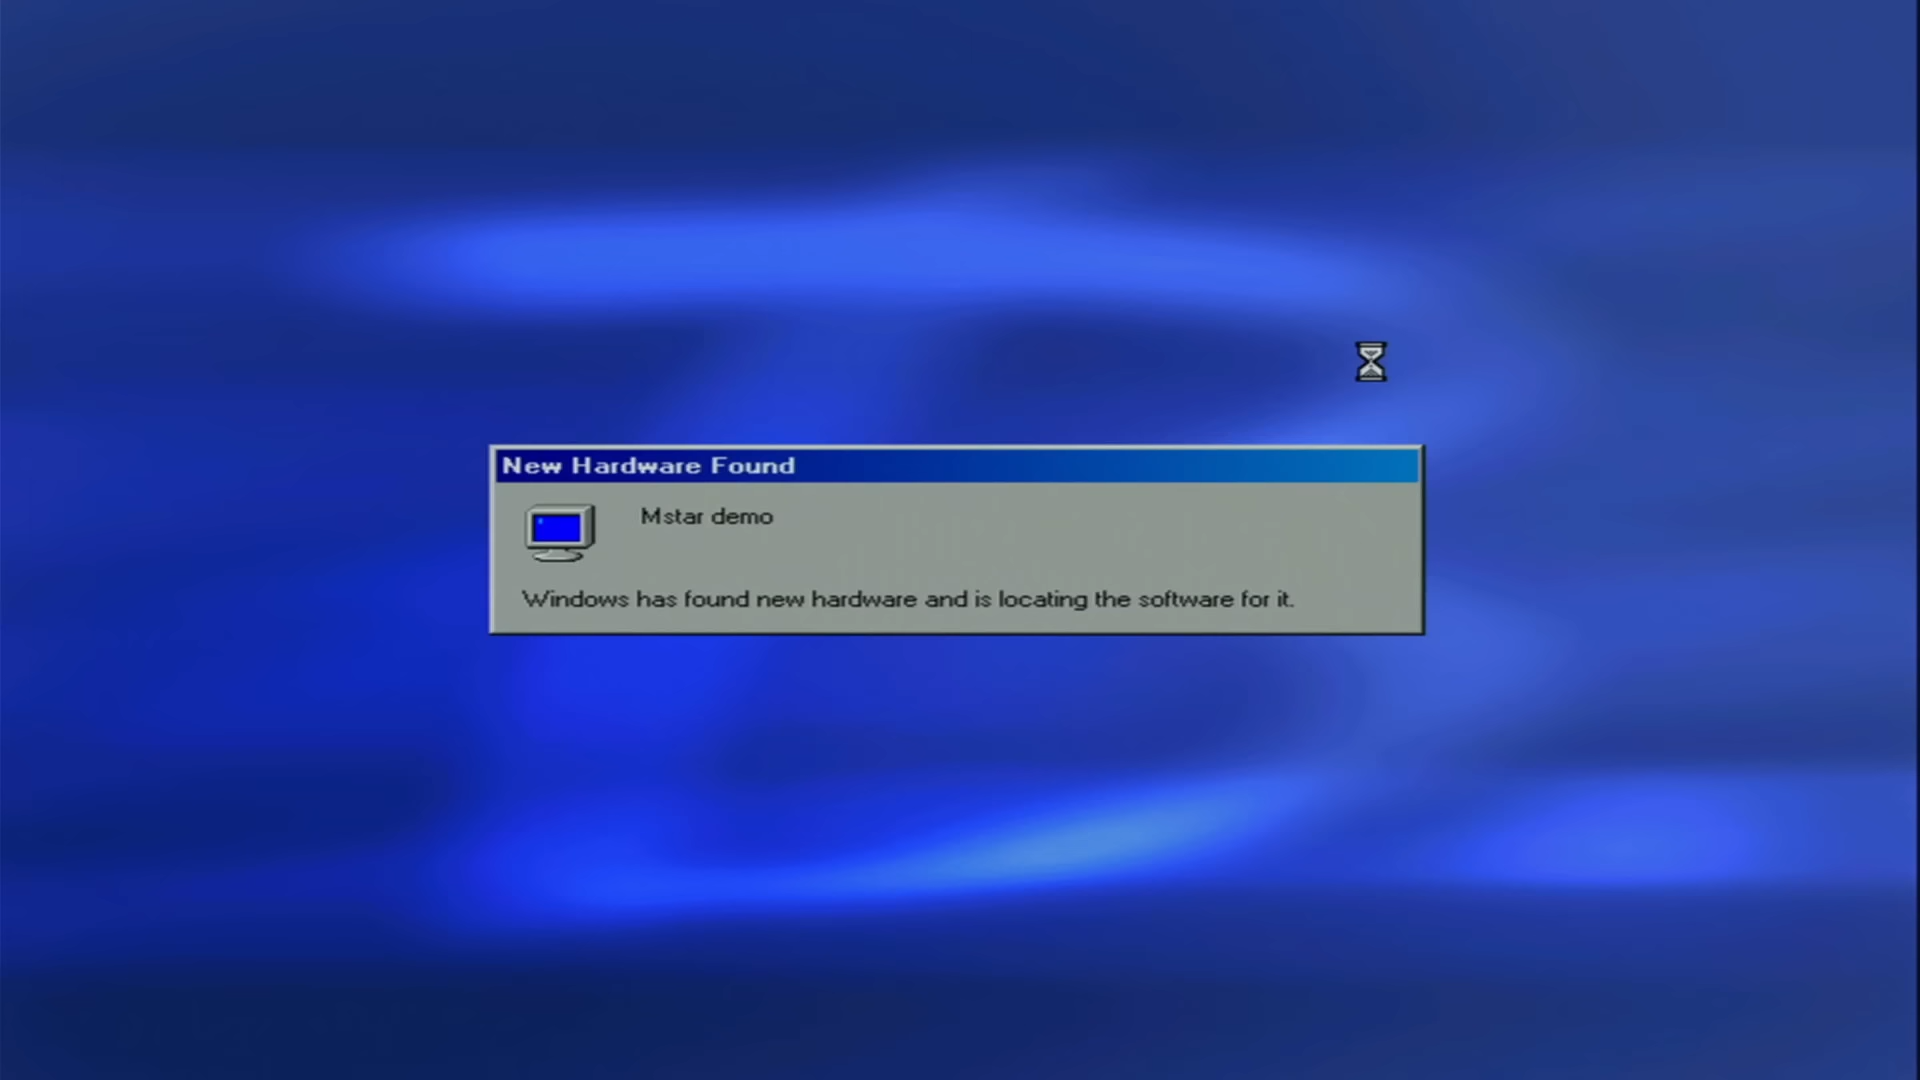 New Hardware Found
Mstar demo
Windows has found new hardware and is locating the software for it.